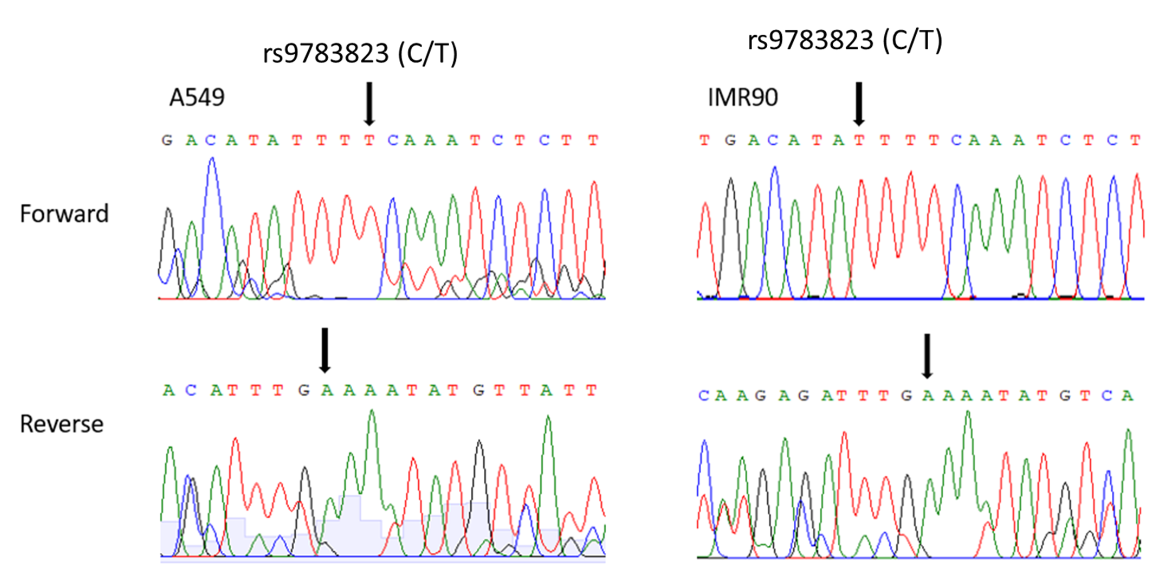 rs9783823 (C/T)
rs9783823 (C/T)
A549
IMR90
G A C A T A T T T T C A A A T C T C T T
T G A C A T A T T T T C A A A T C T C T
Forward
A C A T T T G A A A A T A T G T T A T T
C A A G A G A T T T G A A A A T A T G T C A
Reverse